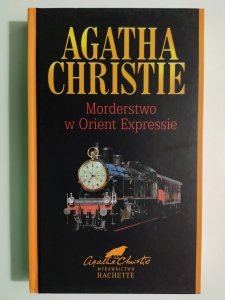 AGATHA
CHRISTIE
Morderstwo
w Orient Expressie
Agatha Christie
WYDAWNICTWO
HACHETTE